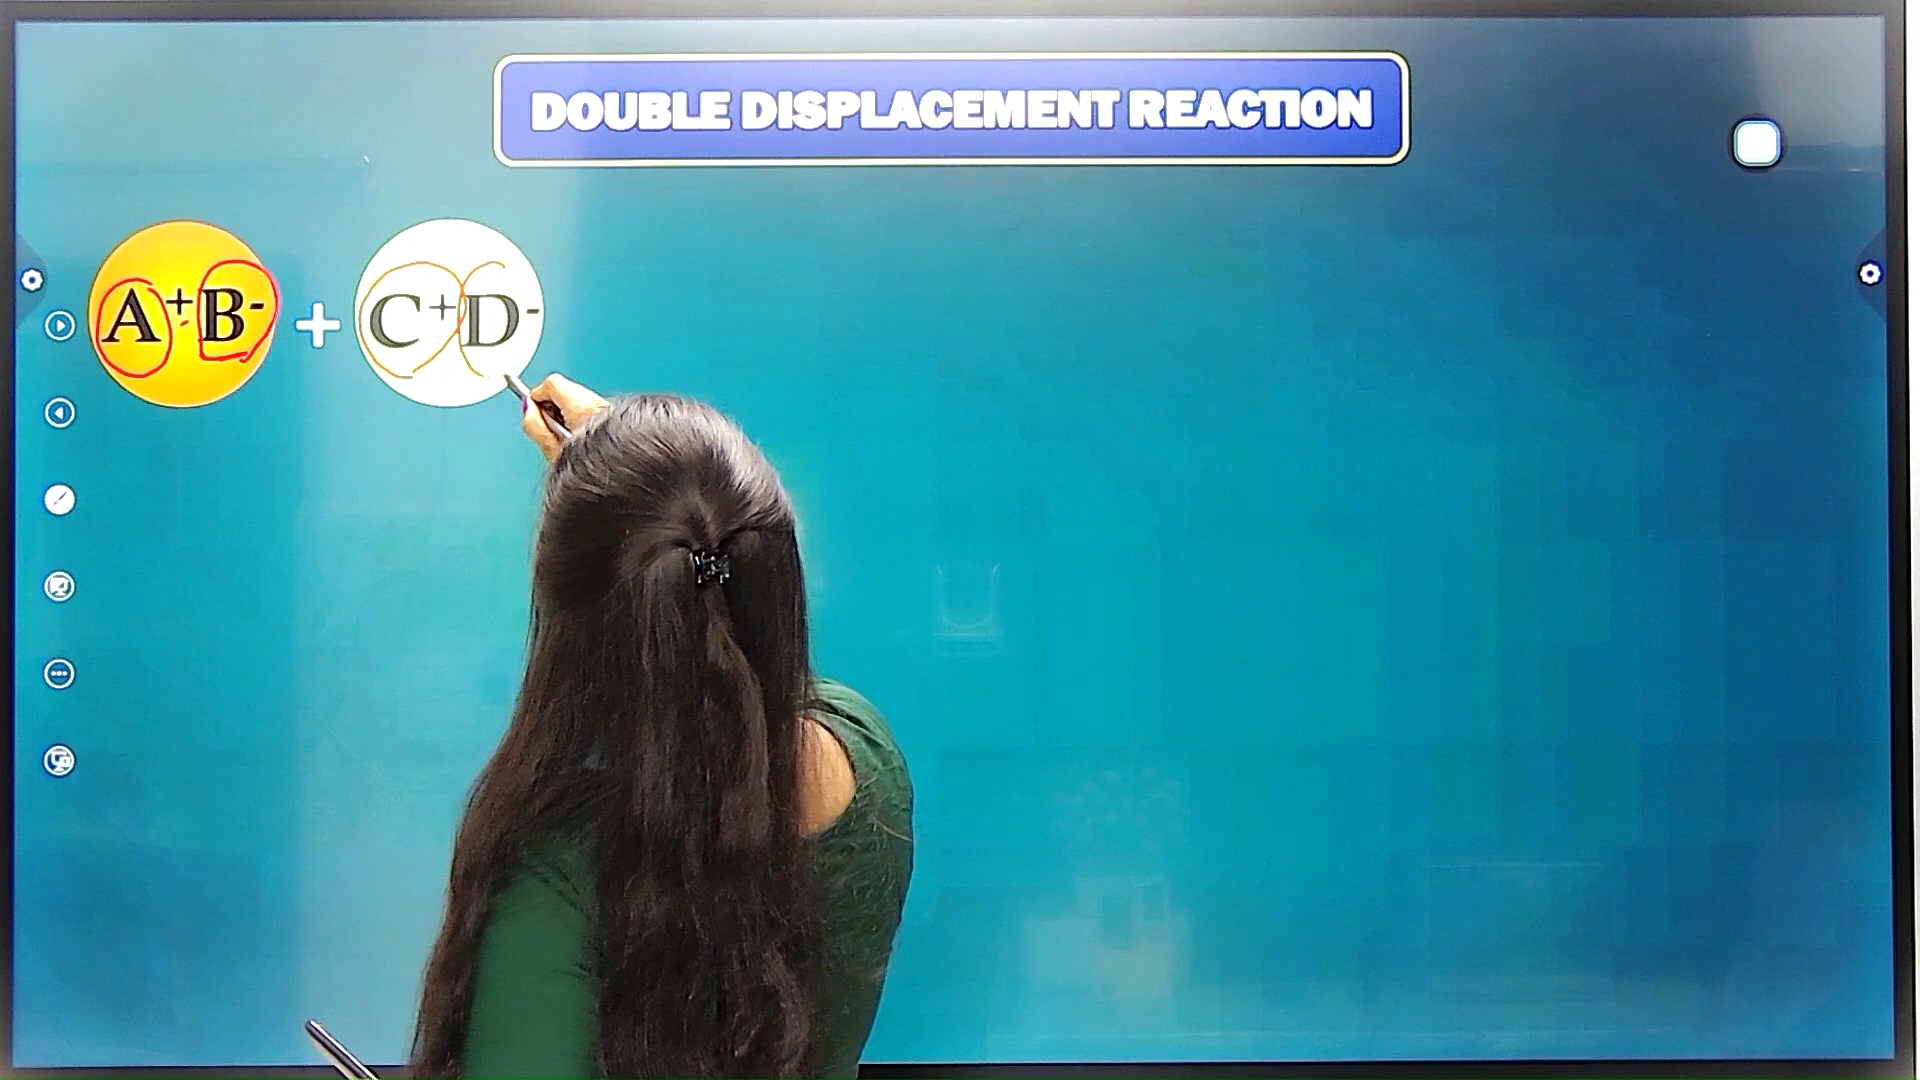 DOUBLE DISPLACEMENT REACTION
A⁺B⁻ + C⁺D⁻